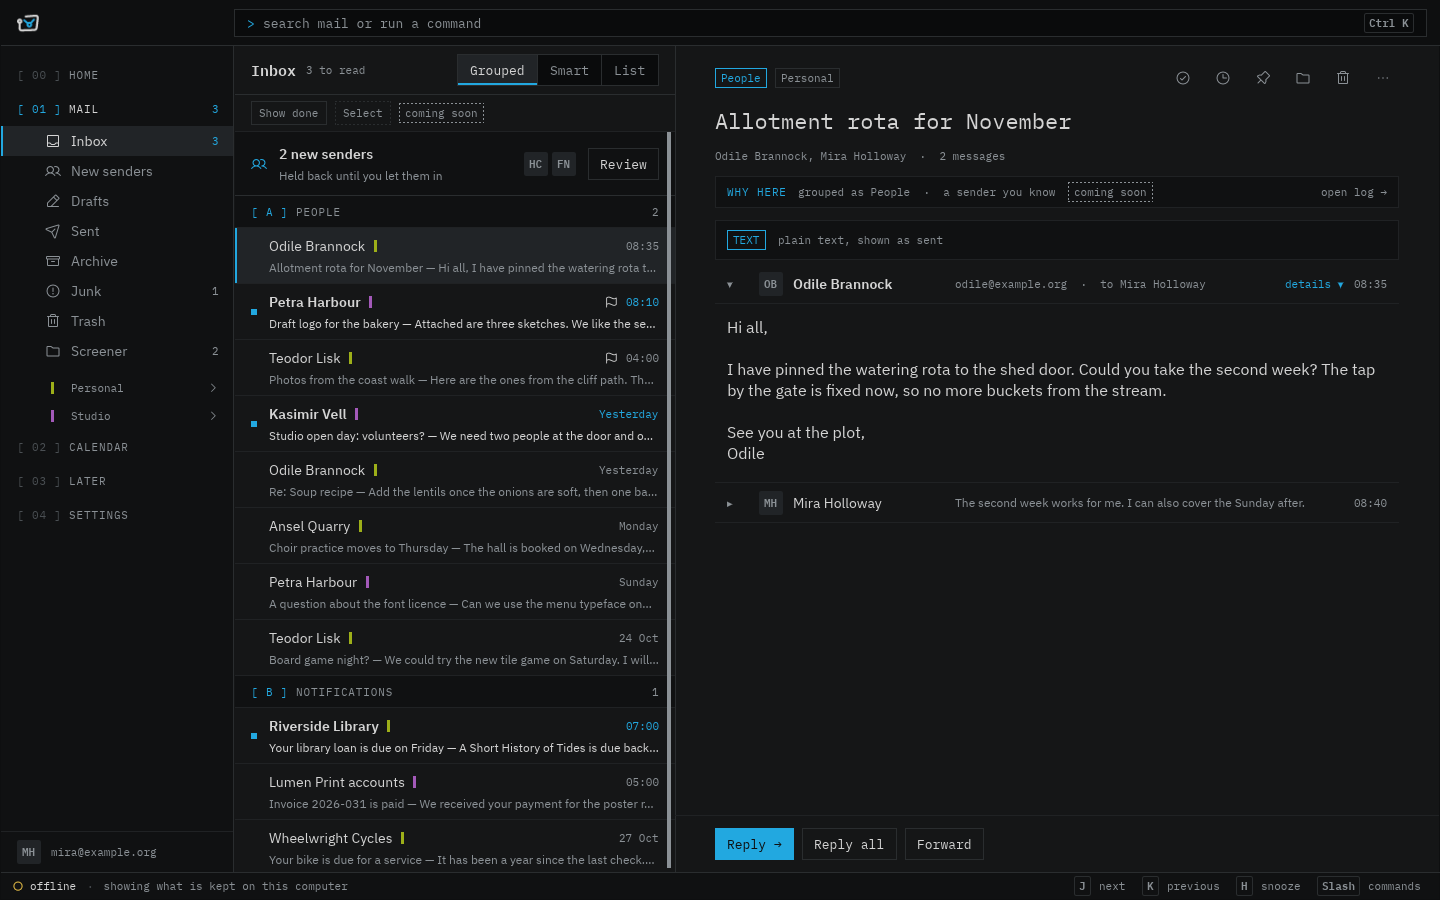 > search mail or run a command Ctrl K
[ 00 ] HOME
[ 01 ] MAIL 3
Inbox 3
New senders
Drafts
Sent
Archive
Junk 1
Trash
Screener 2
Personal
Studio
[ 02 ] CALENDAR
[ 03 ] LATER
[ 04 ] SETTINGS
MH mira@example.org
Inbox 3 to read Grouped Smart List
Show done Select coming soon
2 new senders
Held back until you let them in
HC FN Review
[ A ] PEOPLE 2
Odile Brannock 08:35
Allotment rota for November — Hi all, I have pinned the watering rota t...
Petra Harbour 08:10
Draft logo for the bakery — Attached are three sketches. We like the se...
Teodor Lisk 04:00
Photos from the coast walk — Here are the ones from the cliff path. Th...
Kasimir Vell Yesterday
Studio open day: volunteers? — We need two people at the door and o...
Odile Brannock Yesterday
Re: Soup recipe — Add the lentils once the onions are soft, then one ba...
Ansel Quarry Monday
Choir practice moves to Thursday — The hall is booked on Wednesday,...
Petra Harbour Sunday
A question about the font licence — Can we use the menu typeface on...
Teodor Lisk 24 Oct
Board game night? — We could try the new tile game on Saturday. I will...
[ B ] NOTIFICATIONS 1
Riverside Library 07:00
Your library loan is due on Friday — A Short History of Tides is due back...
Lumen Print accounts 05:00
Invoice 2026-031 is paid — We received your payment for the poster r...
Wheelwright Cycles 27 Oct
Your bike is due for a service — It has been a year since the last check....
People Personal
Allotment rota for November
Odile Brannock, Mira Holloway · 2 messages
WHY HERE grouped as People · a sender you know coming soon open log →
TEXT plain text, shown as sent
▾ OB Odile Brannock odile@example.org · to Mira Holloway details ▾ 08:35
Hi all,
I have pinned the watering rota to the shed door. Could you take the second week? The tap
by the gate is fixed now, so no more buckets from the stream.
See you at the plot,
Odile
▸ MH Mira Holloway The second week works for me. I can also cover the Sunday after. 08:40
Reply → Reply all Forward
offline · showing what is kept on this computer
J next K previous H snooze Slash commands